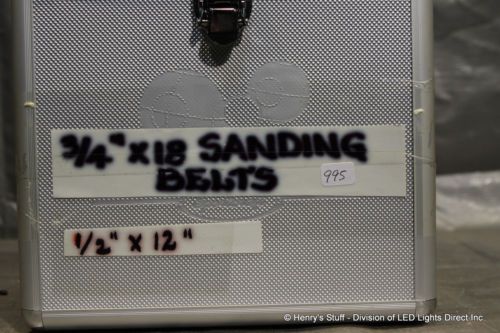 3/4" X 18 SANDING
BELTS
995
1/2" X 12"
© Henry's Stuff - Division of LED Lights Direct Inc.